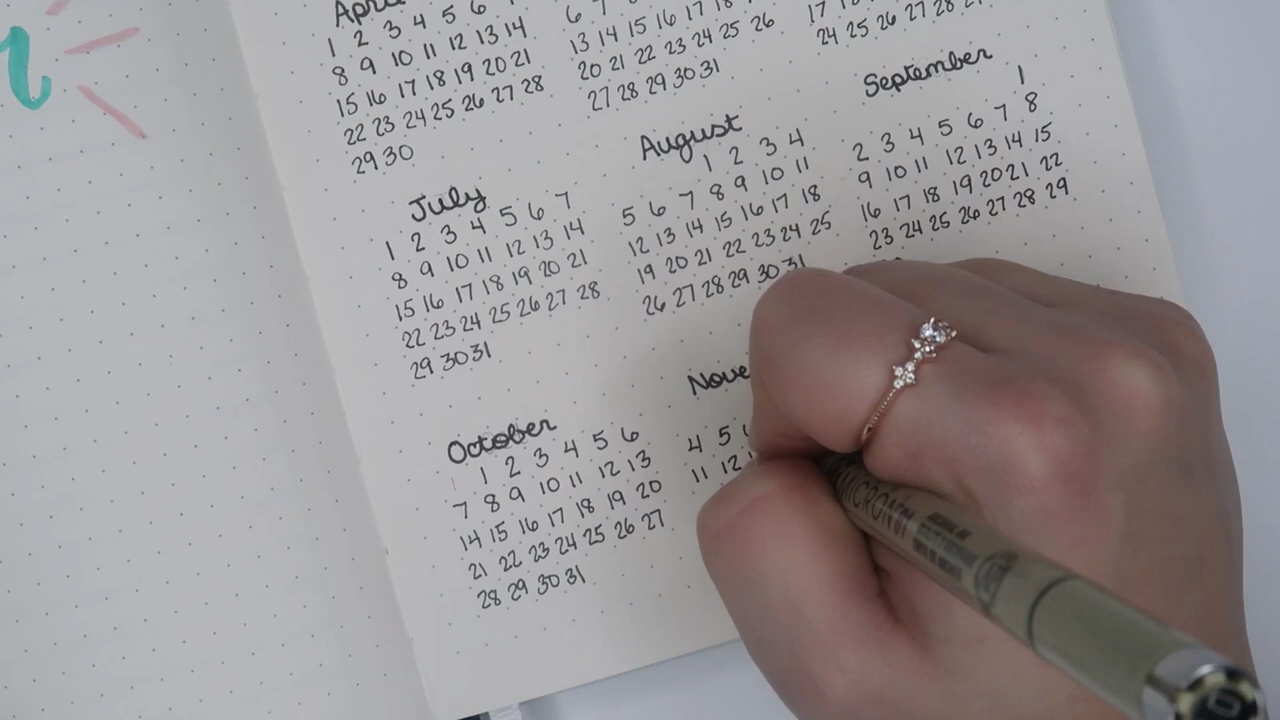 April
1 2 3 4 5 6
8 9 10 11 12 13 14
15 16 17 18 19 20 21
22 23 24 25 26 27 28
29 30
6 7
13 14 15 16 17 18
20 21 22 23 24 25 26
27 28 29 30 31
17
24 25 26 27 28
July
1 2 3 4 5 6 7
8 9 10 11 12 13 14
15 16 17 18 19 20 21
22 23 24 25 26 27 28
29 30 31
August
1 2 3 4
5 6 7 8 9 10 11
12 13 14 15 16 17 18
19 20 21 22 23 24 25
26 27 28 29 30 31
September
1
2 3 4 5 6 7 8
9 10 11 12 13 14 15
16 17 18 19 20 21 22
23 24 25 26 27 28 29
October
1 2 3 4 5 6
7 8 9 10 11 12 13
14 15 16 17 18 19 20
21 22 23 24 25 26 27
28 29 30 31
Nove
4 5
11 12
MICRON 01